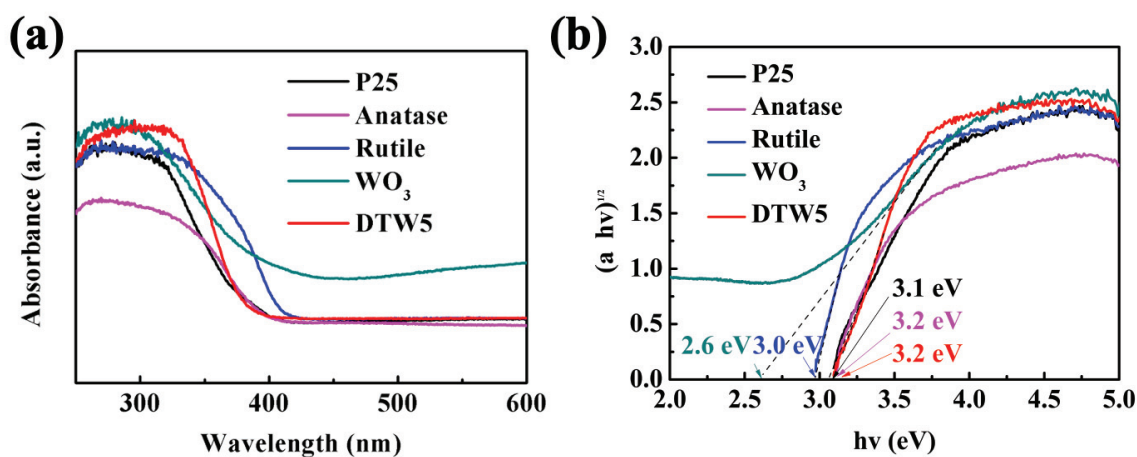 (a)
Absorbance (a.u.)
P25
Anatase
Rutile
WO3
DTW5
300 400 500 600
Wavelength (nm)
(b)
(a hv)1/2
3.0
2.5
2.0
1.5
1.0
0.5
0.0
P25
Anatase
Rutile
WO3
DTW5
3.1 eV
3.2 eV
2.6 eV 3.0 eV 3.2 eV
2.0 2.5 3.0 3.5 4.0 4.5 5.0
hv (eV)